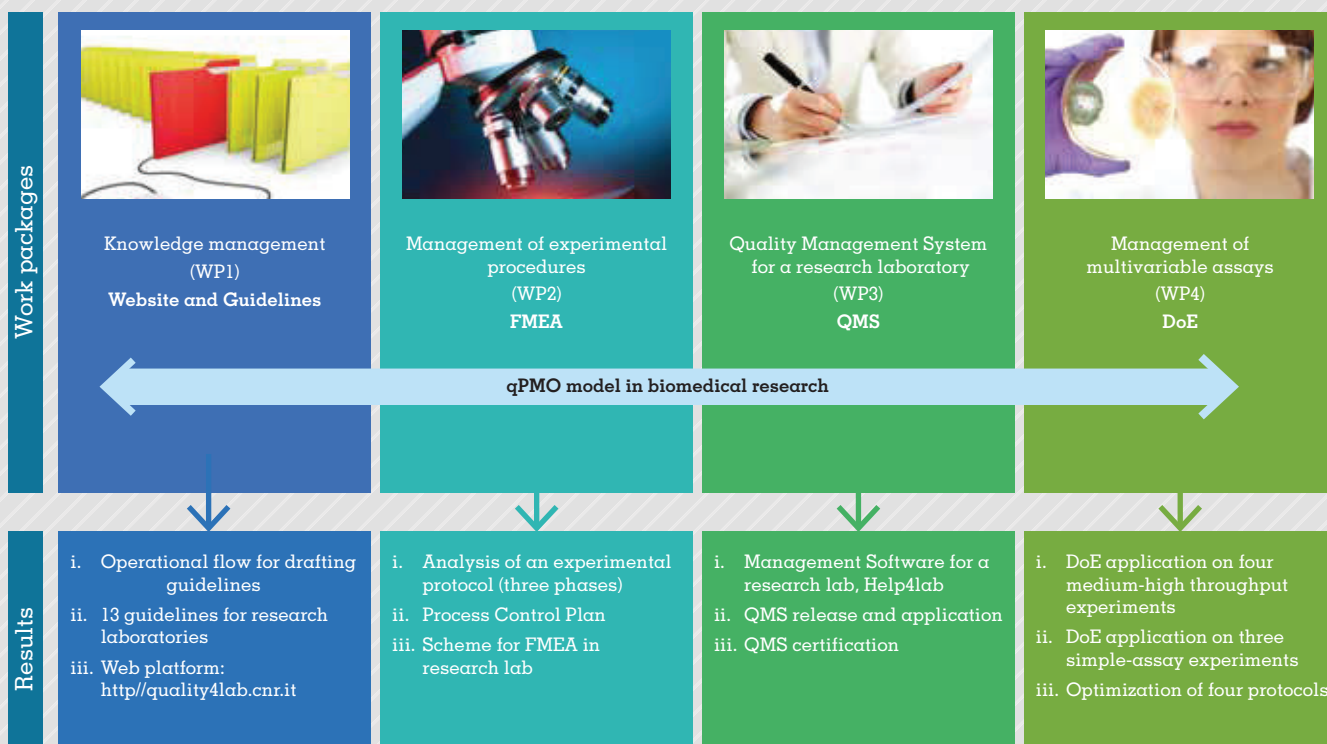 Work packages
Knowledge management
(WP1)
Website and Guidelines
Management of experimental
procedures
(WP2)
FMEA
Quality Management System
for a research laboratory
(WP3)
QMS
Management of
multivariable assays
(WP4)
DoE
qPMO model in biomedical research
Results
i. Operational flow for drafting
guidelines
ii. 13 guidelines for research
laboratories
iii. Web platform:
http//quality4lab.cnr.it
i. Analysis of an experimental
protocol (three phases)
ii. Process Control Plan
iii. Scheme for FMEA in
research lab
i. Management Software for a
research lab, Help4lab
ii. QMS release and application
iii. QMS certification
i. DoE application on four
medium-high throughput
experiments
ii. DoE application on three
simple-assay experiments
iii. Optimization of four protocols